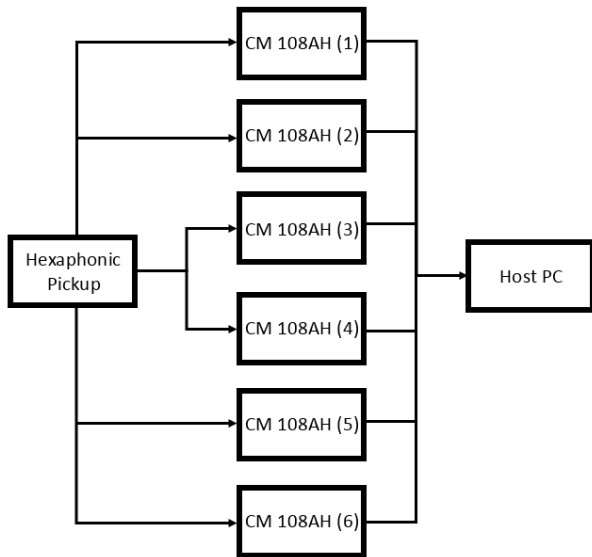 CM 108AH (1)
CM 108AH (2)
CM 108AH (3)
Hexaphonic
Pickup
Host PC
CM 108AH (4)
CM 108AH (5)
CM 108AH (6)